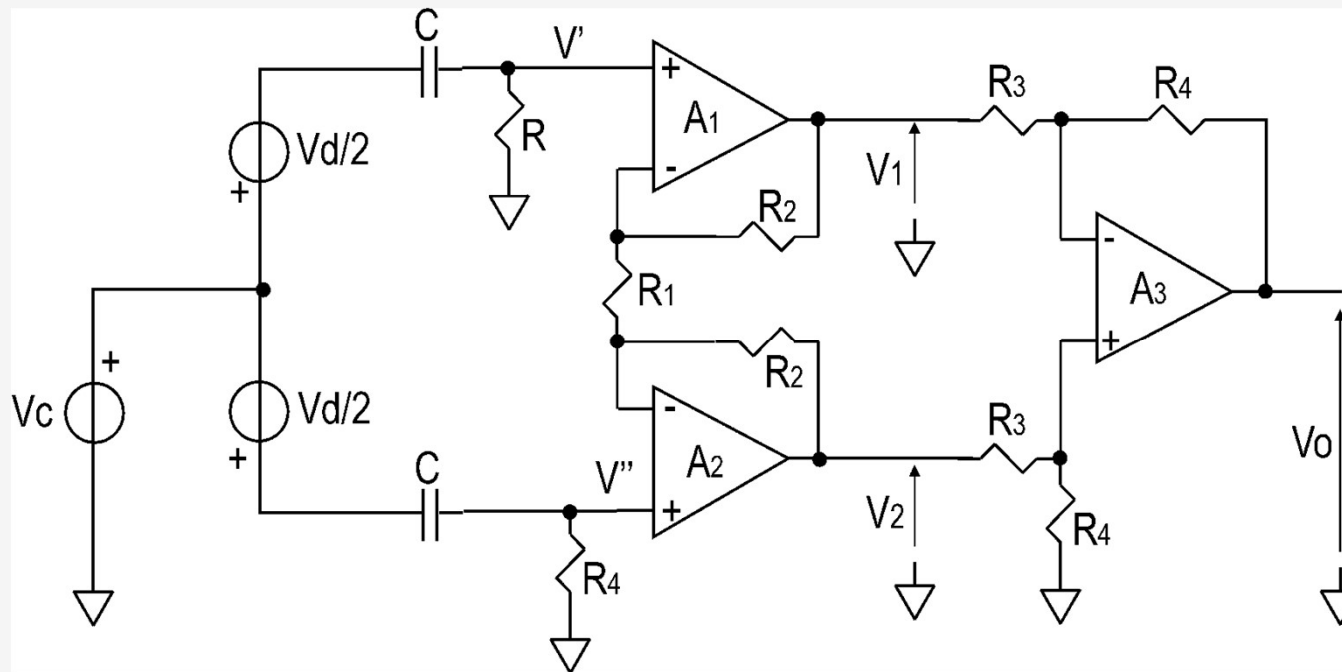 C
V'
+
A1
-
R3
R4
Vd/2
+
R
V1
R2
R1
-
A3
+
+
Vc
Vd/2
+
R2
-
A2
+
R3
Vo
C
V"
V2
R4
R4